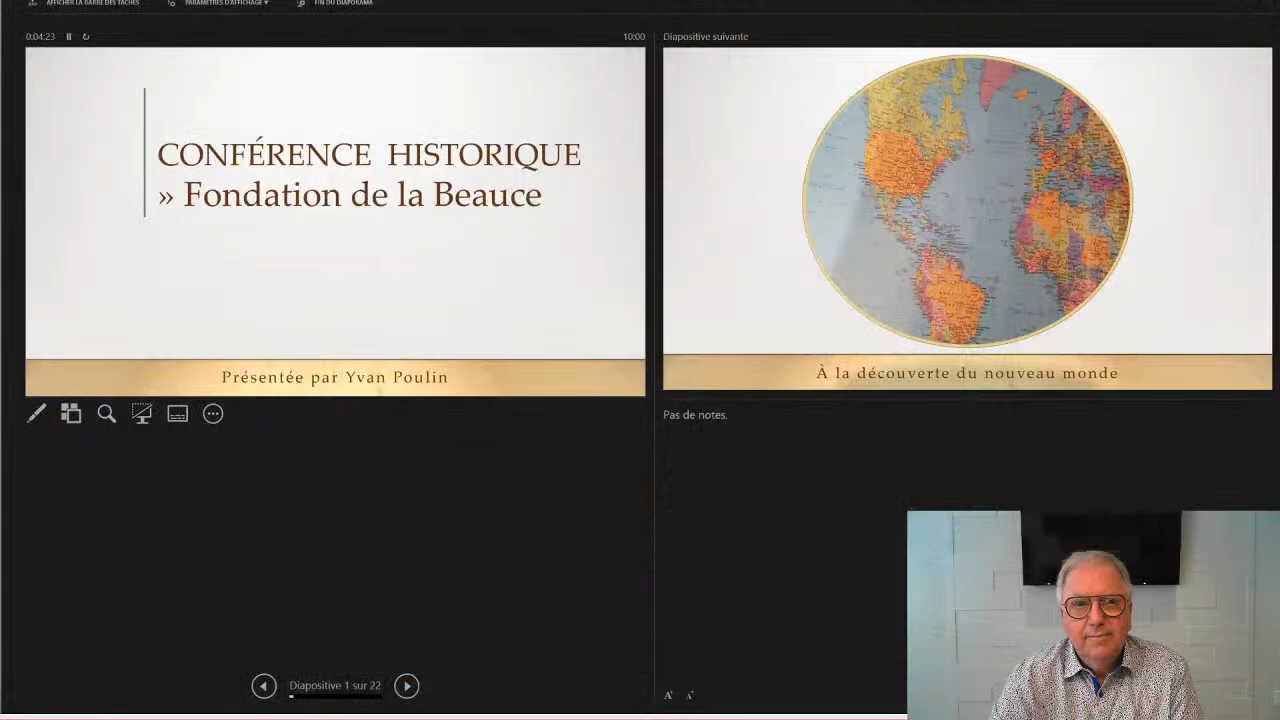 AFFICHER LA BARRE DES TÂCHES
PARAMÈTRES D'AFFICHAGE
FIN DU DIAPORAMA
0:04:23
10:00
CONFÉRENCE HISTORIQUE
» Fondation de la Beauce
Présentée par Yvan Poulin
Diapositive 1 sur 22
Diapositive suivante
À la découverte du nouveau monde
Pas de notes.